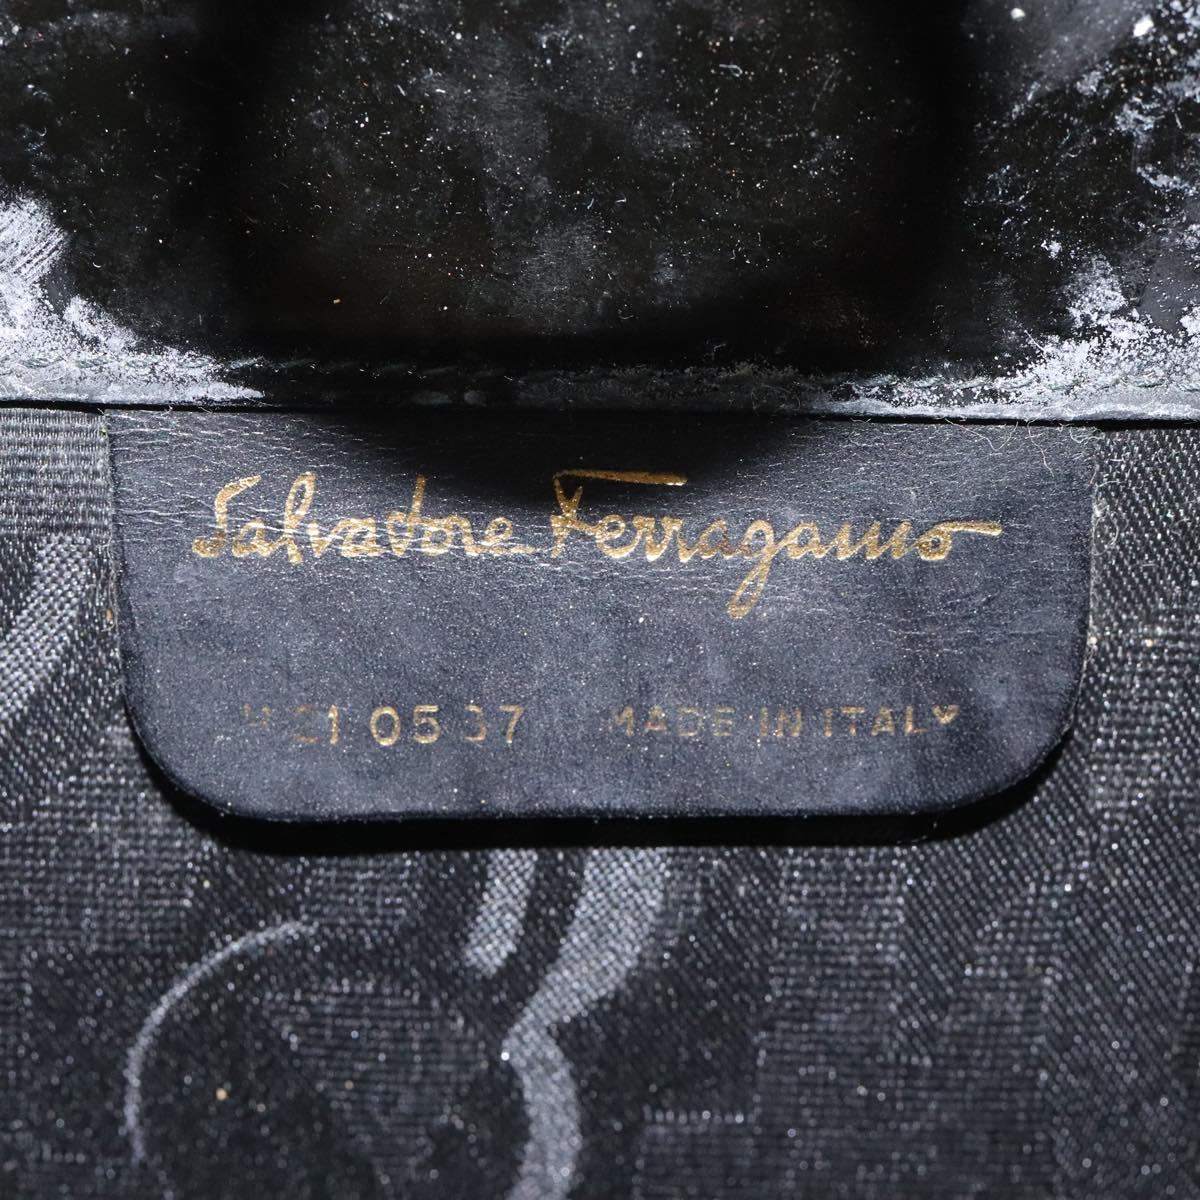 Salvatore Ferragamo
21 05 37 MADE IN ITALY